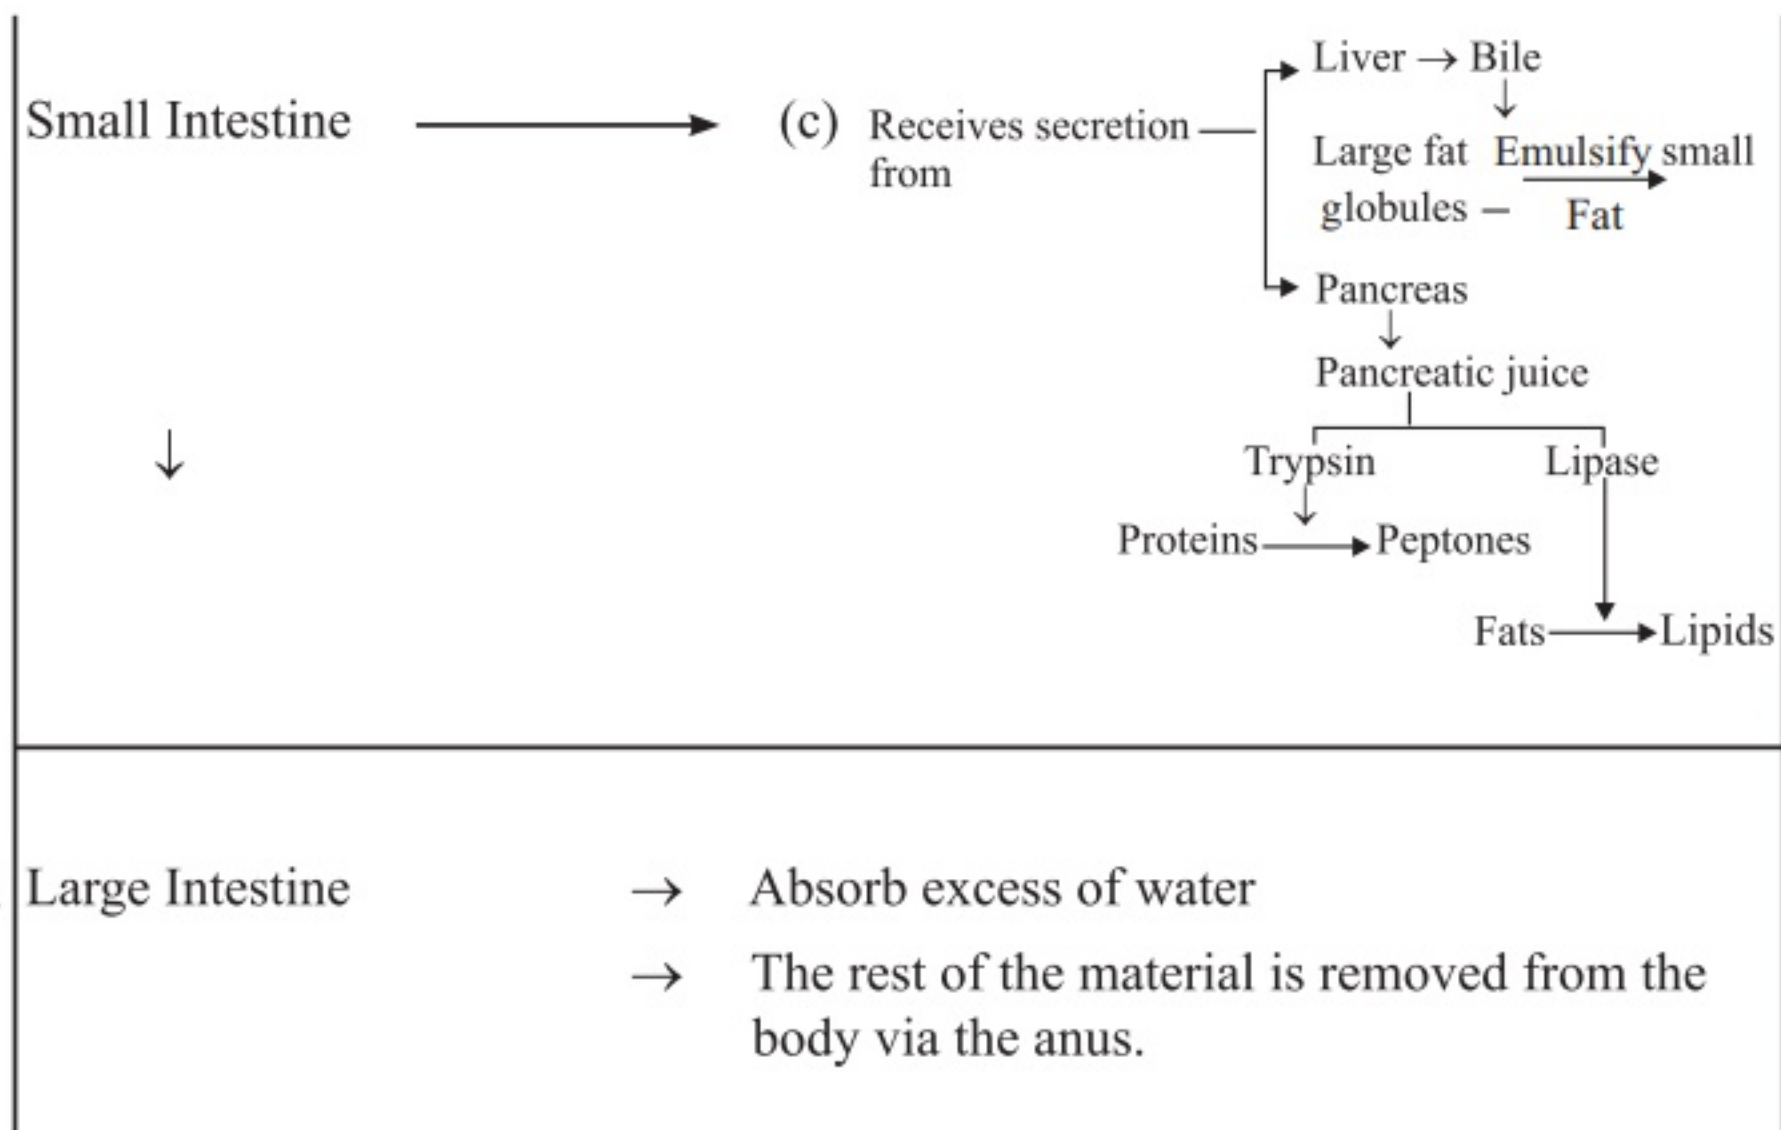 Small Intestine
(c) Receives secretion
from
Liver → Bile
↓
Large fat Emulsify small
globules – Fat
Pancreas
↓
Pancreatic juice
Trypsin Lipase
↓
Proteins → Peptones
Fats → Lipids
↓
Large Intestine → Absorb excess of water
→ The rest of the material is removed from the
body via the anus.